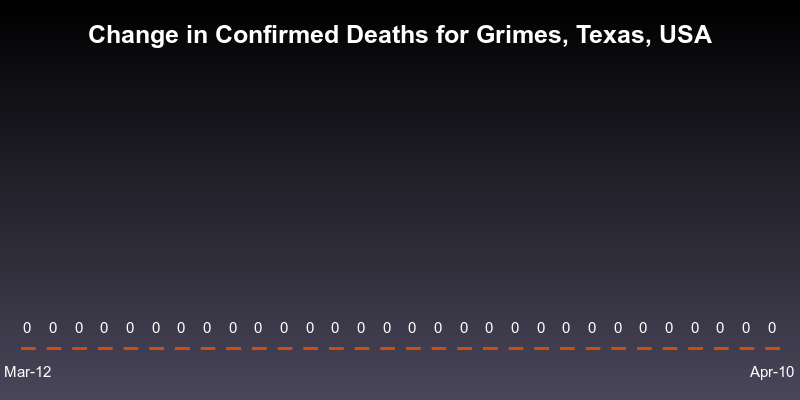 Change in Confirmed Deaths for Grimes, Texas, USA
0 0 0 0 0 0 0 0 0 0 0 0 0 0 0 0 0 0 0 0 0 0 0 0 0 0 0 0 0 0
Mar-12 Apr-10